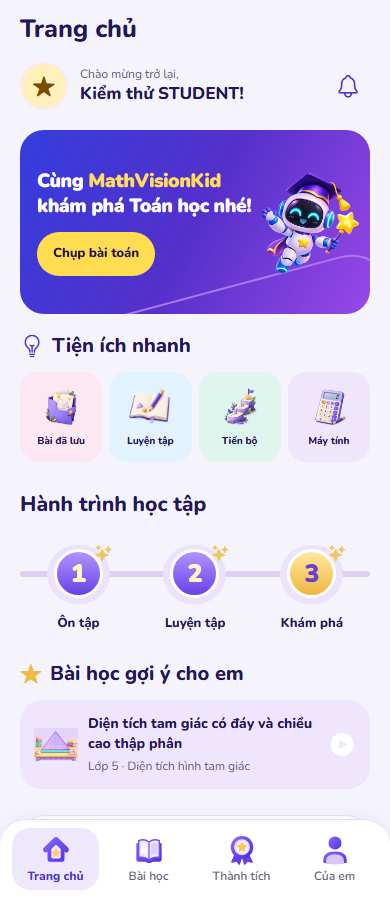 Trang chủ
Chào mừng trở lại,
Kiểm thử STUDENT!
Cùng MathVisionKid
khám phá Toán học nhé!
Chụp bài toán
Tiện ích nhanh
Bài đã lưu
Luyện tập
Tiến bộ
Máy tính
Hành trình học tập
1
2
3
Ôn tập
Luyện tập
Khám phá
Bài học gợi ý cho em
Diện tích tam giác có đáy và chiều
cao thập phân
Lớp 5 · Diện tích hình tam giác
Trang chủ
Bài học
Thành tích
Của em